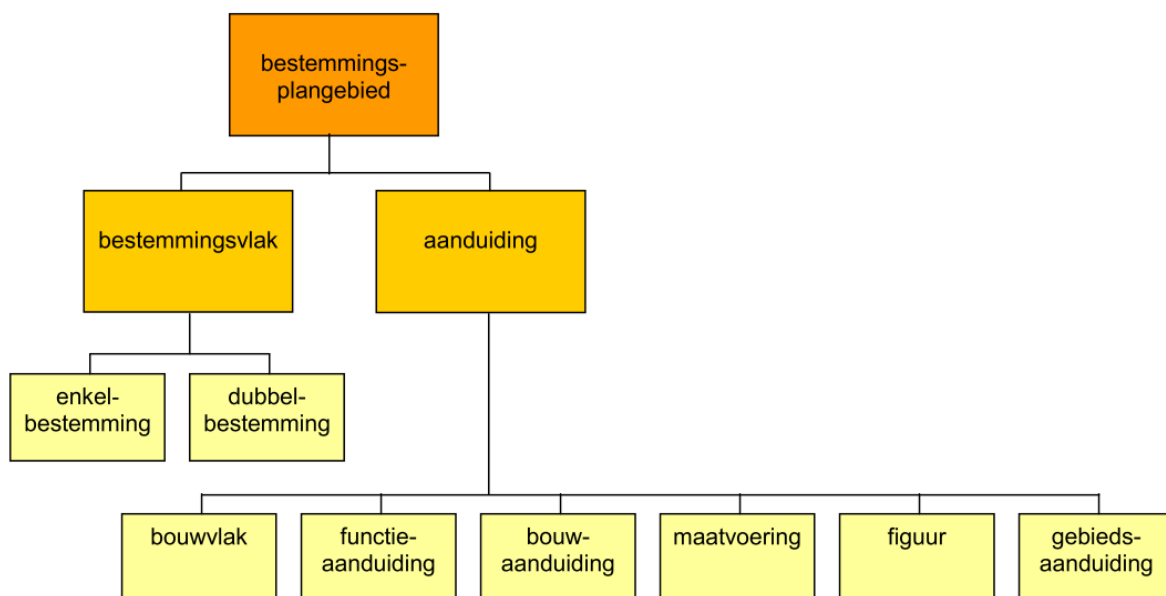 bestemmings-
plangebied
bestemmingsvlak
aanduiding
enkel-
bestemming
dubbel-
bestemming
bouwvlak
functie-
aanduiding
bouw-
aanduiding
maatvoering
figuur
gebieds-
aanduiding